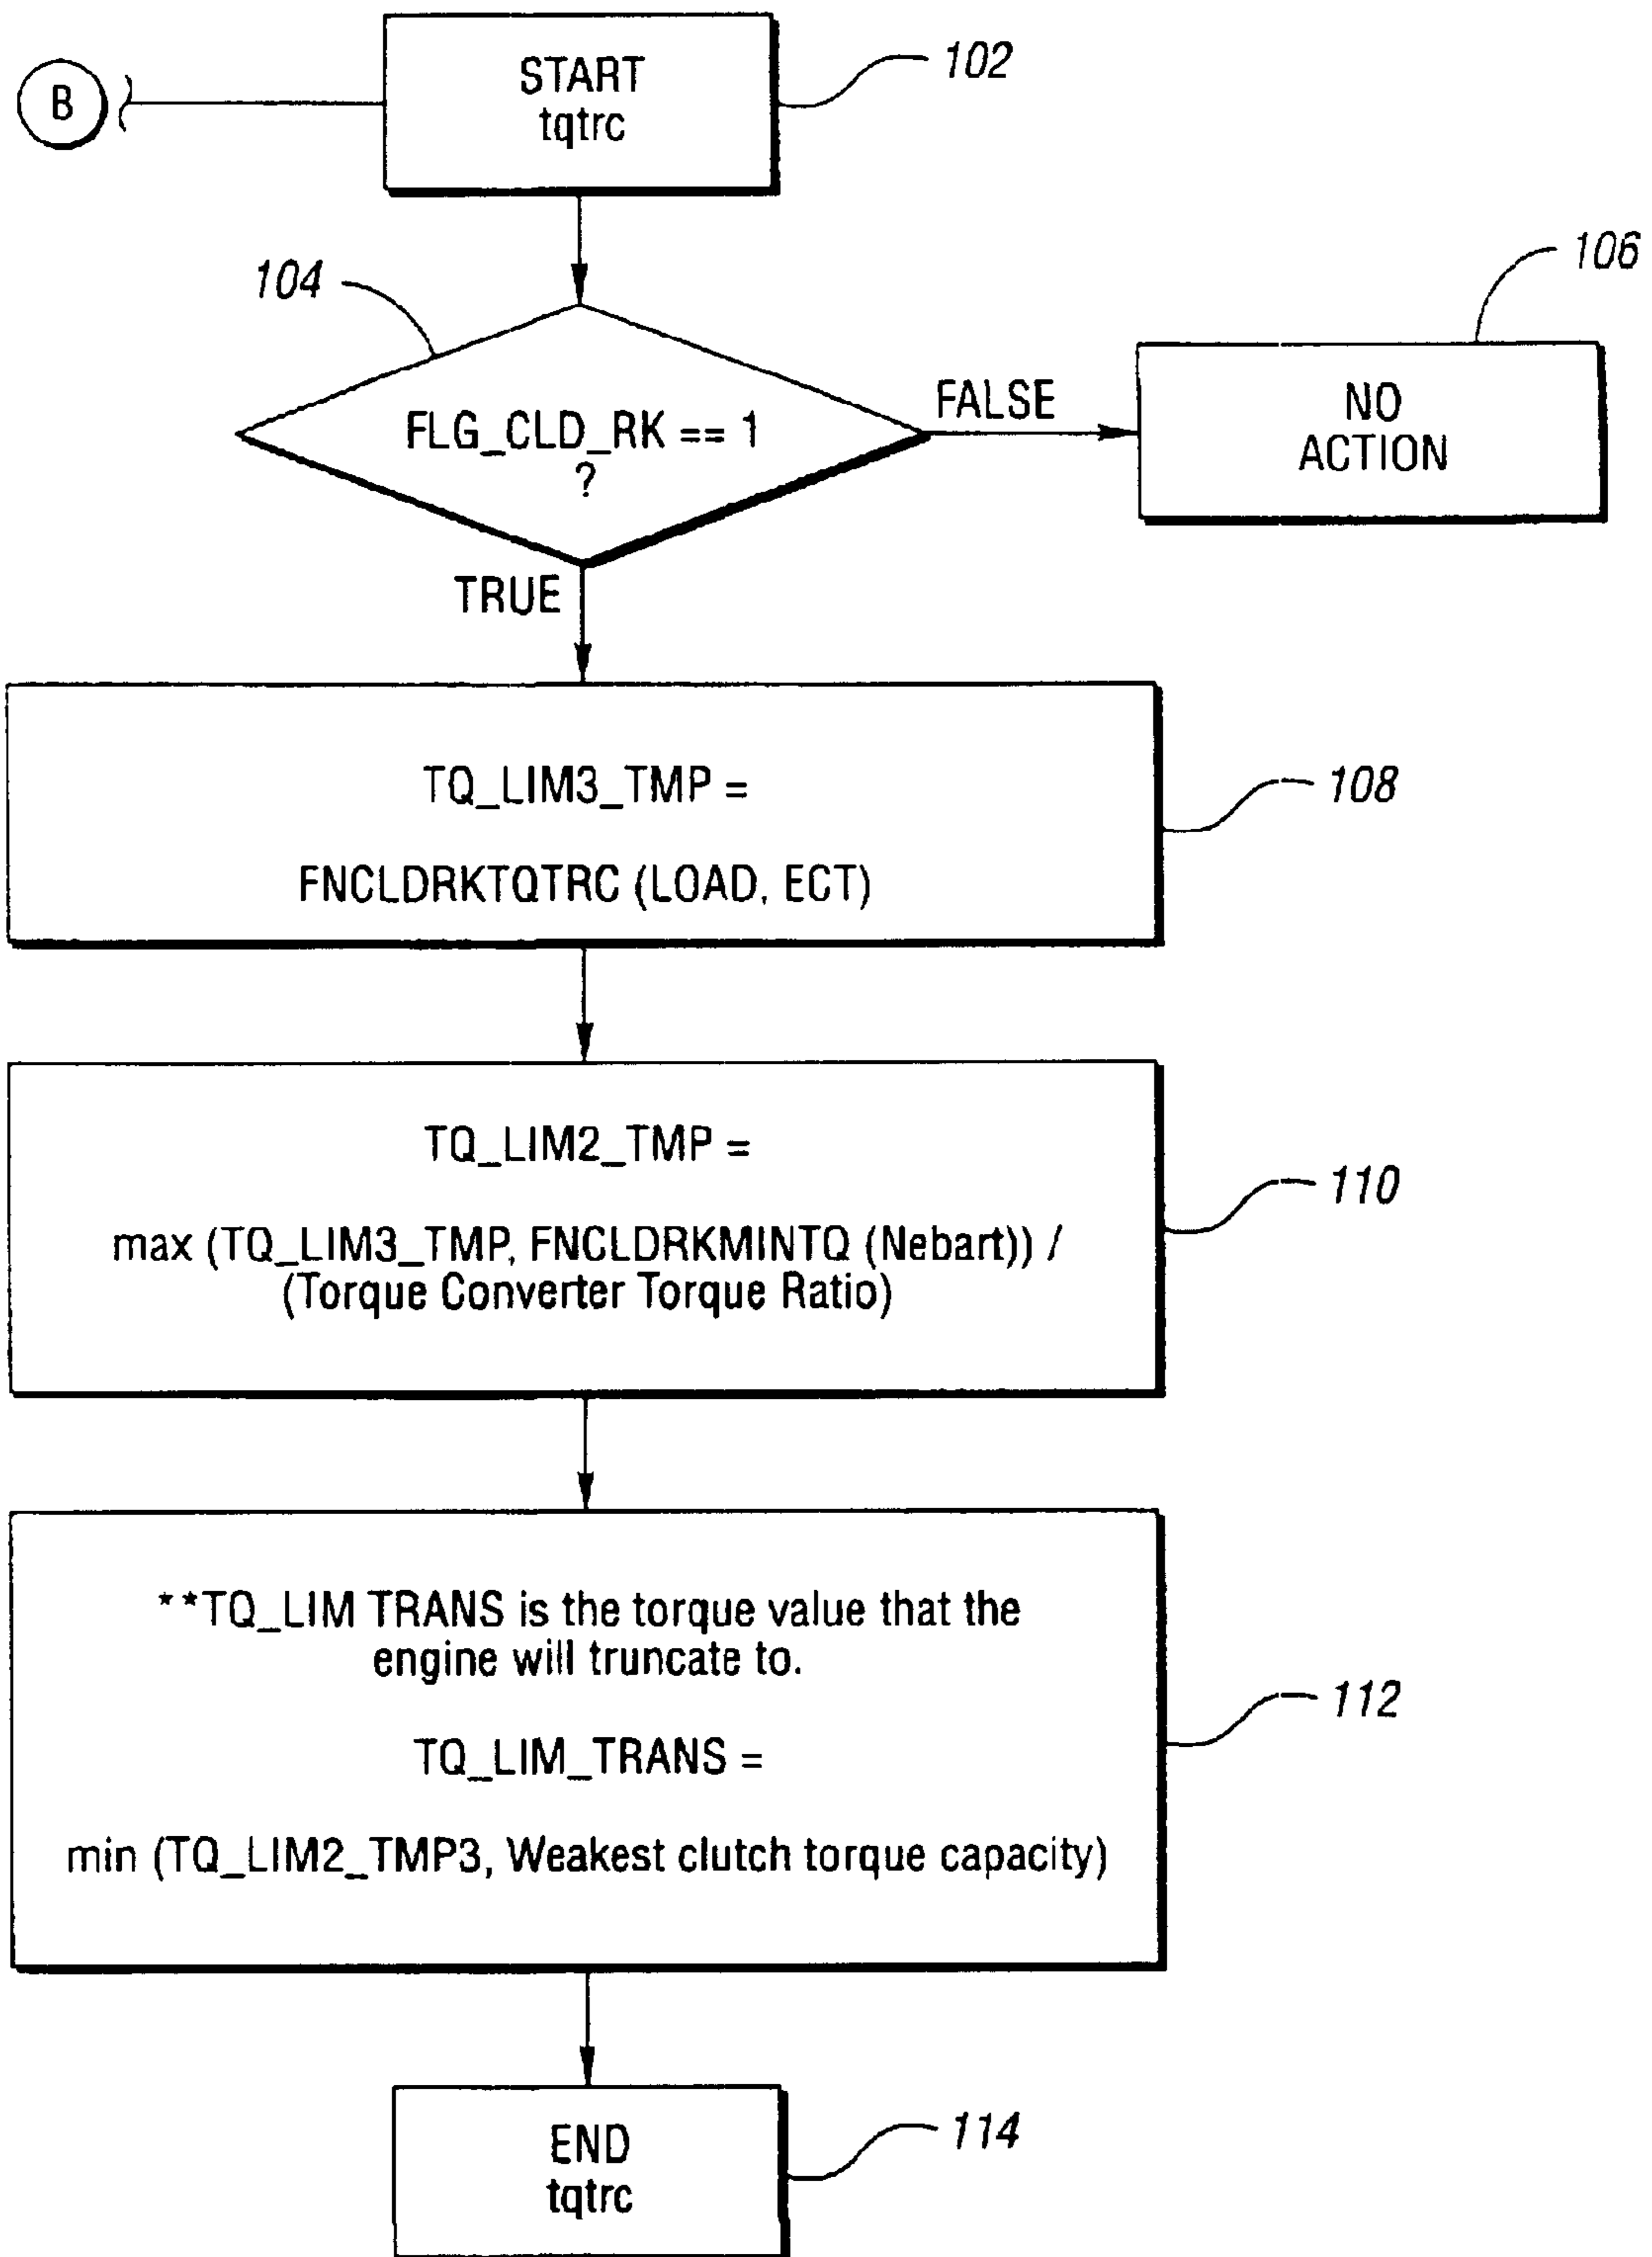 B
START
tqtrc
102
104
FLG_CLD_RK == 1
?
FALSE
NO
ACTION
106
TRUE
TQ_LIM3_TMP =
FNCLDRKTQTRC (LOAD, ECT)
108
TQ_LIM2_TMP =
max (TQ_LIM3_TMP, FNCLDRKMINTQ (Nebart)) /
(Torque Converter Torque Ratio)
110
**TQ_LIM TRANS is the torque value that the
engine will truncate to.
TQ_LIM_TRANS =
min (TQ_LIM2_TMP3, Weakest clutch torque capacity)
112
END
tqtrc
114